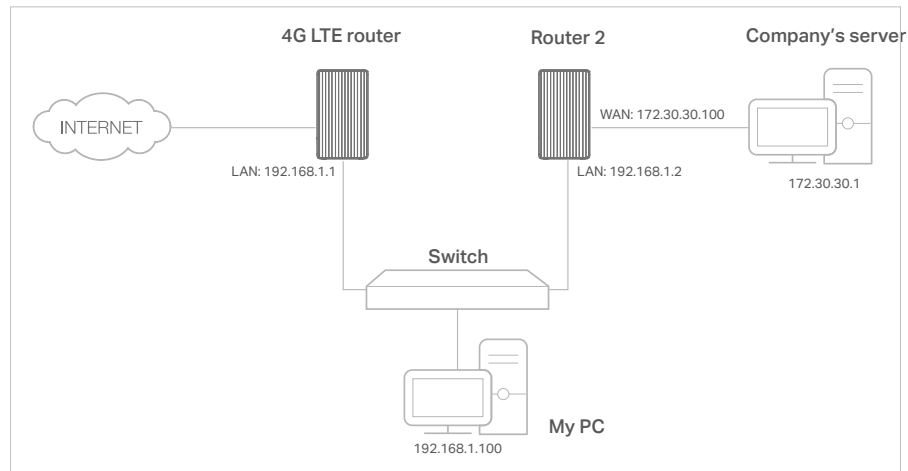 4G LTE router
Router 2
Company's server
INTERNET
WAN: 172.30.30.100
LAN: 192.168.1.1
LAN: 192.168.1.2
172.30.30.1
Switch
My PC
192.168.1.100